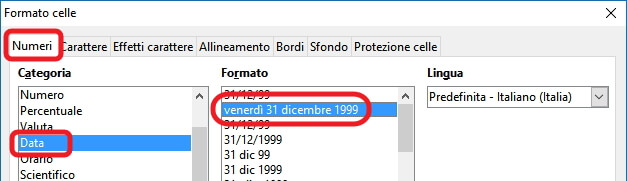 Formato celle
Numeri Carattere Effetti carattere Allineamento Bordi Sfondo Protezione celle
Categoria Formato Lingua
Numero 31/12/99 Predefinita - Italiano (Italia)
Percentuale venerdì 31 dicembre 1999
Valuta 31/12/99
Data 31/12/1999
Orario 31 dic 99
Scientifico 31 dic 1999